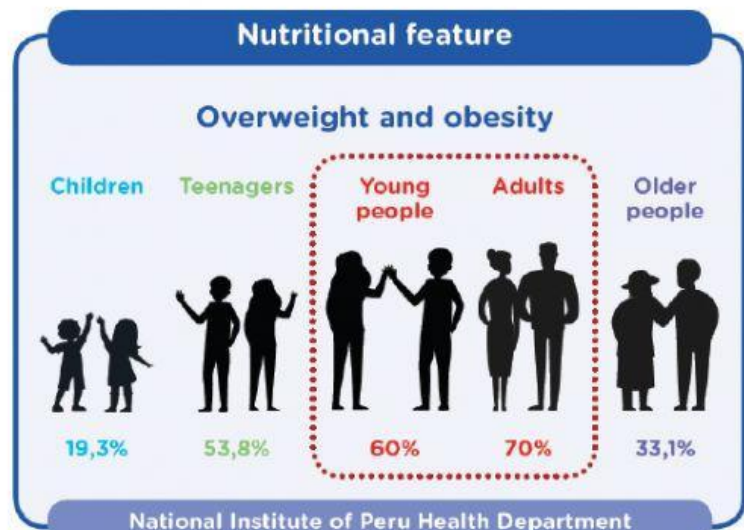 Nutritional feature
Overweight and obesity
Children
Teenagers
Young
people
Adults
Older
people
19,3%
53,8%
60%
70%
33,1%
National Institute of Peru Health Department